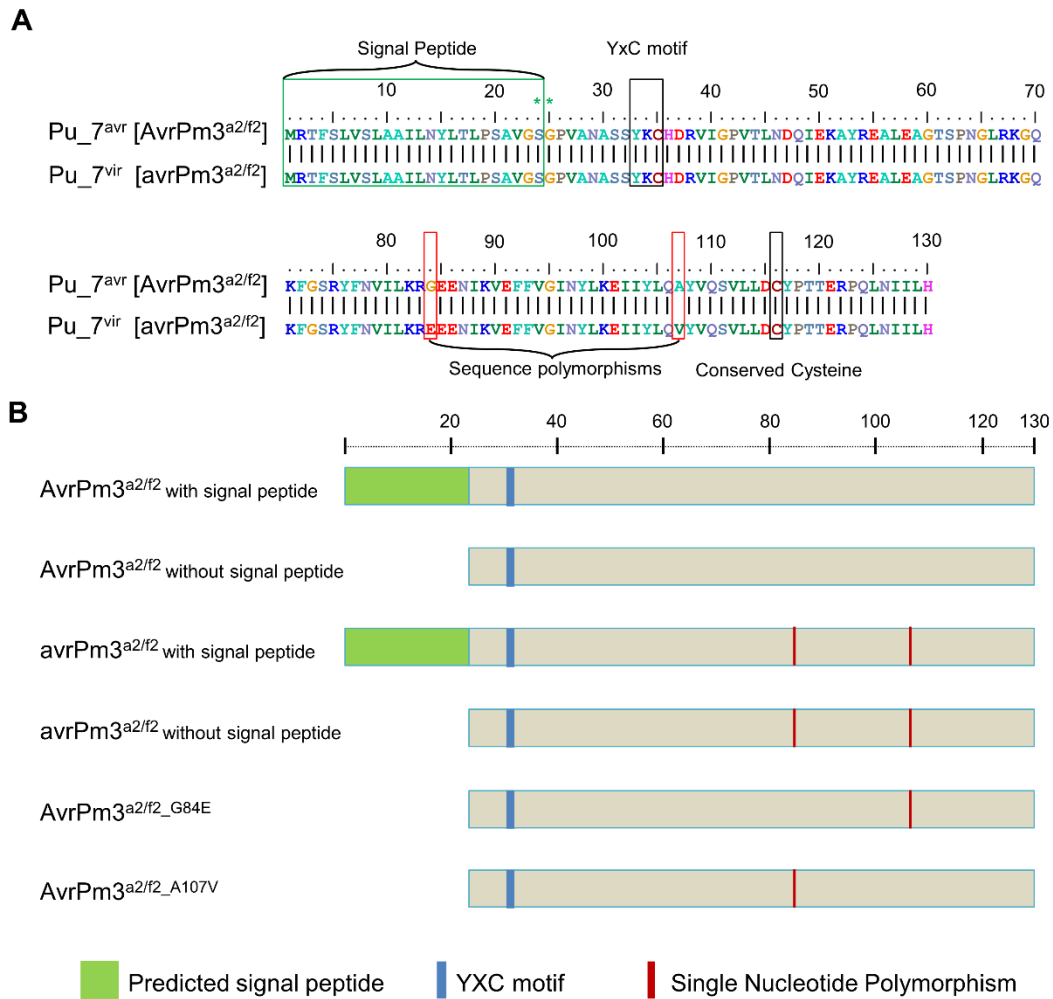 A
Signal Peptide YxC motif
10 20 30 40 50 60 70
* *
Pu_7avr [AvrPm3a2/f2] MRTFSLVSLAAILNYLTLPSAVGSGPVANASSYKCHDRVIGPVTLNDQIEKAYREALEAGTSPNGLRKGQ
Pu_7vir [avrPm3a2/f2] MRTFSLVSLAAILNYLTLPSAVGSGPVANASSYKCHDRVIGPVTLNDQIEKAYREALEAGTSPNGLRKGQ
80 90 100 110 120 130
Pu_7avr [AvrPm3a2/f2] KFGSRYFNVILKRGEENIKVEFFVGINYLKEIIYLQAYVQSVLLDCYPTTERPQLNIILH
Pu_7vir [avrPm3a2/f2] KFGSRYFNVILKREEENIKVEFFVGINYLKEIIYLQVYVQSVLLDCYPTTERPQLNIILH
Sequence polymorphisms Conserved Cysteine
B
20 40 60 80 100 130
AvrPm3a2/f2 with signal peptide
AvrPm3a2/f2 without signal peptide
avrPm3a2/f2 with signal peptide
avrPm3a2/f2 without signal peptide
AvrPm3a2/f2_G84E
AvrPm3a2/f2_A107V
Predicted signal peptide YXC motif Single Nucleotide Polymorphism